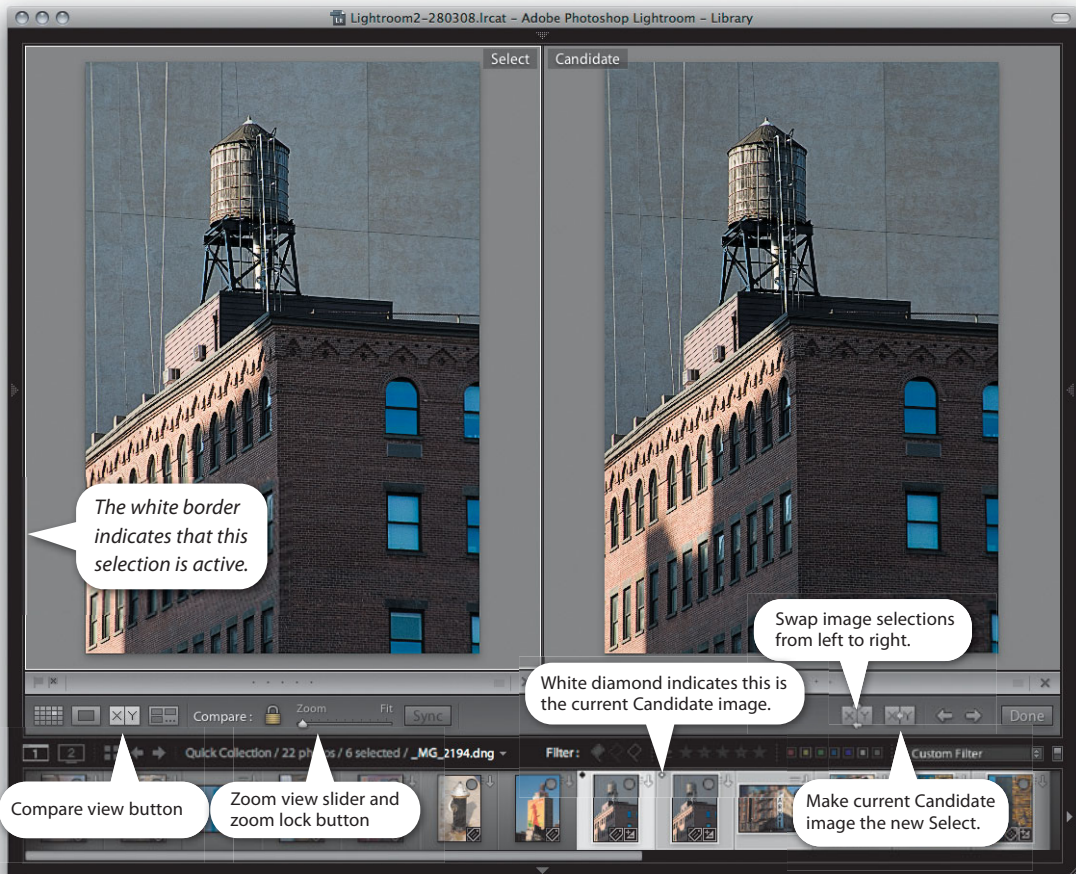 Lightroom2-280308.lrcat – Adobe Photoshop Lightroom – Library
Select
Candidate
The white border
indicates that this
selection is active.
Swap image selections
from left to right.
White diamond indicates this is
the current Candidate image.
Compare :
Zoom
Fit
Sync
XY
Done
1
2
Quick Collection / 22 photos / 6 selected / _MG_2194.dng
Filter :
Custom Filter
Compare view button
Zoom view slider and
zoom lock button
Make current Candidate
image the new Select.